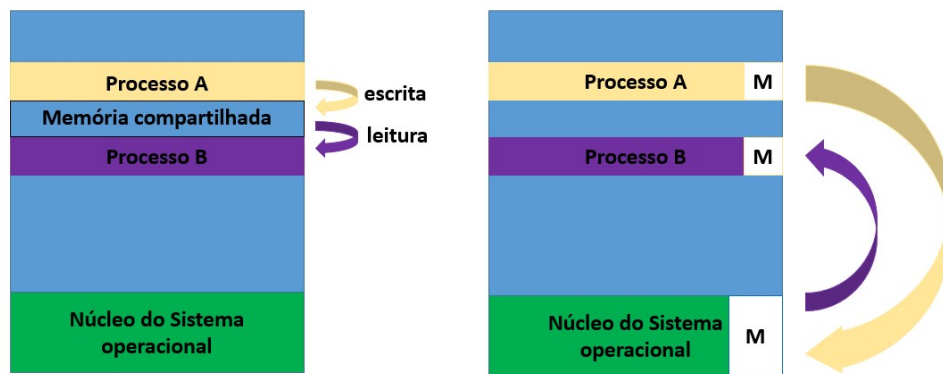 Processo A
escrita
Memória compartilhada
leitura
Processo B
Núcleo do Sistema
operacional
Processo A
M
Processo B
M
Núcleo do Sistema
operacional
M